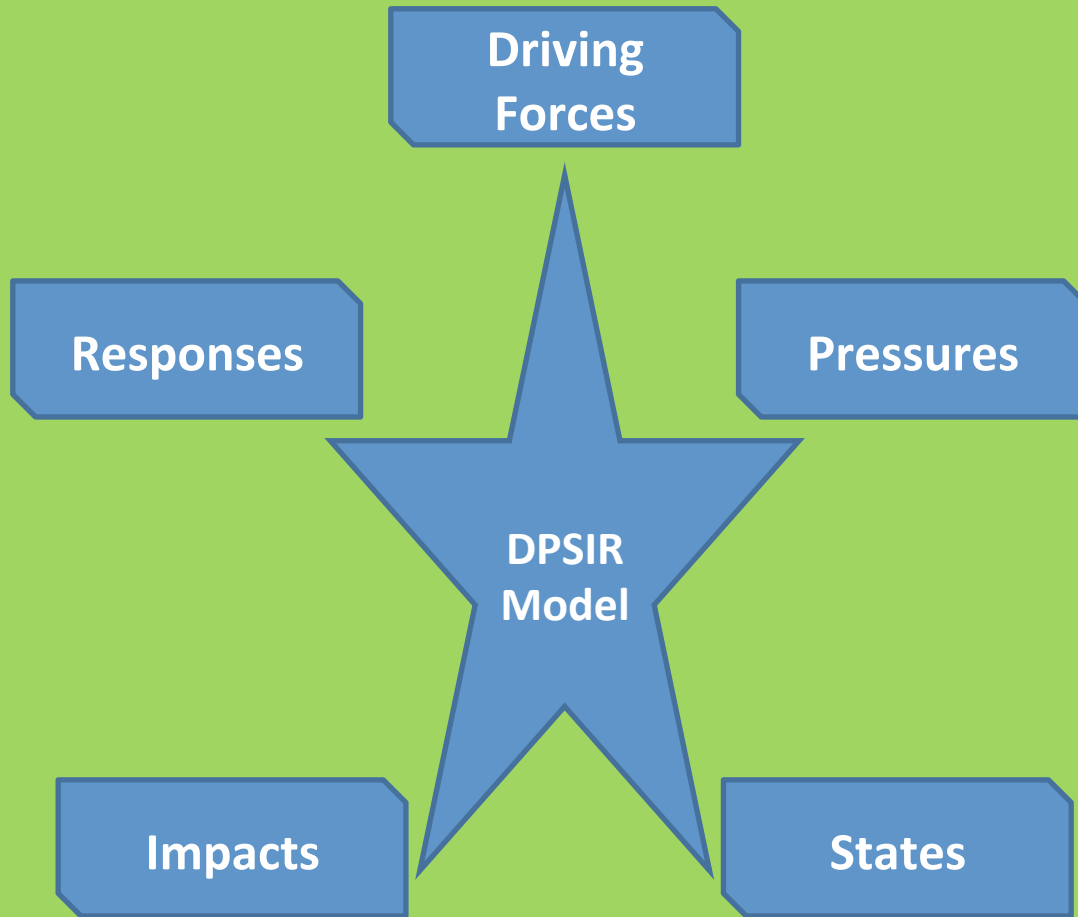 Driving
Forces
Responses
Pressures
DPSIR
Model
Impacts
States